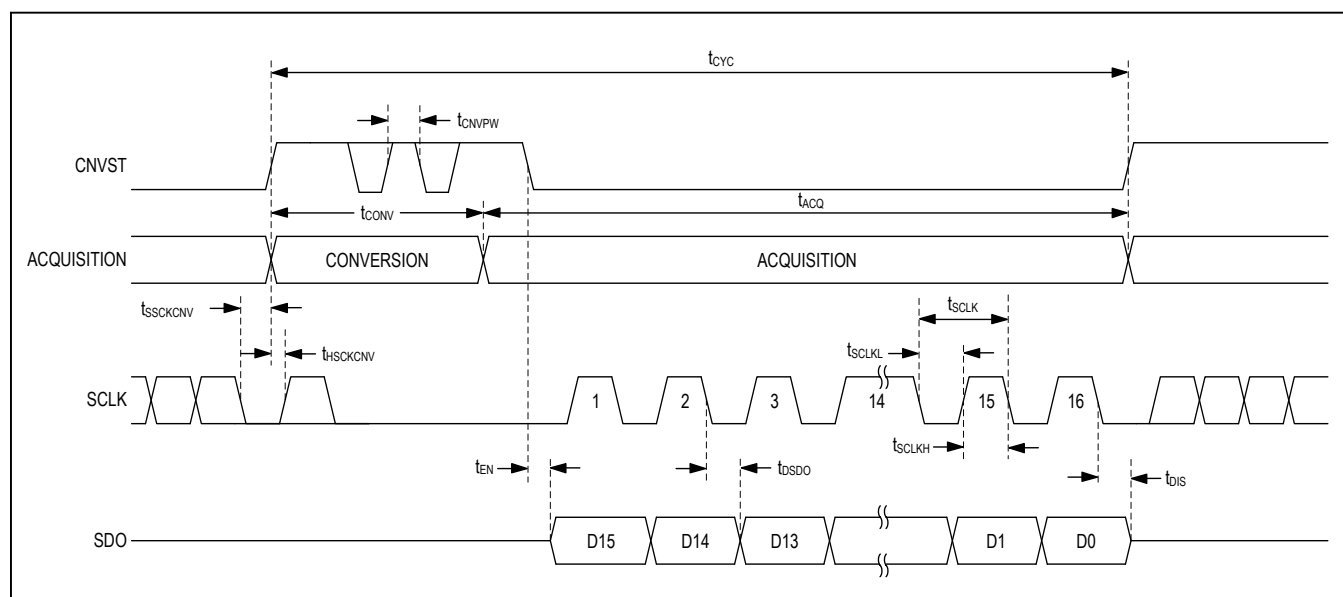 tCYC
tCNVPW
CNVST
tCONV
tACQ
ACQUISITION
CONVERSION
ACQUISITION
tSSCKCNV
tSCLK
tHSCKCNV
tSCLKL
SCLK
1 2 3 14 15 16
tSCLKH
tEN
tDSDO
tDIS
SDO
D15 D14 D13 D1 D0